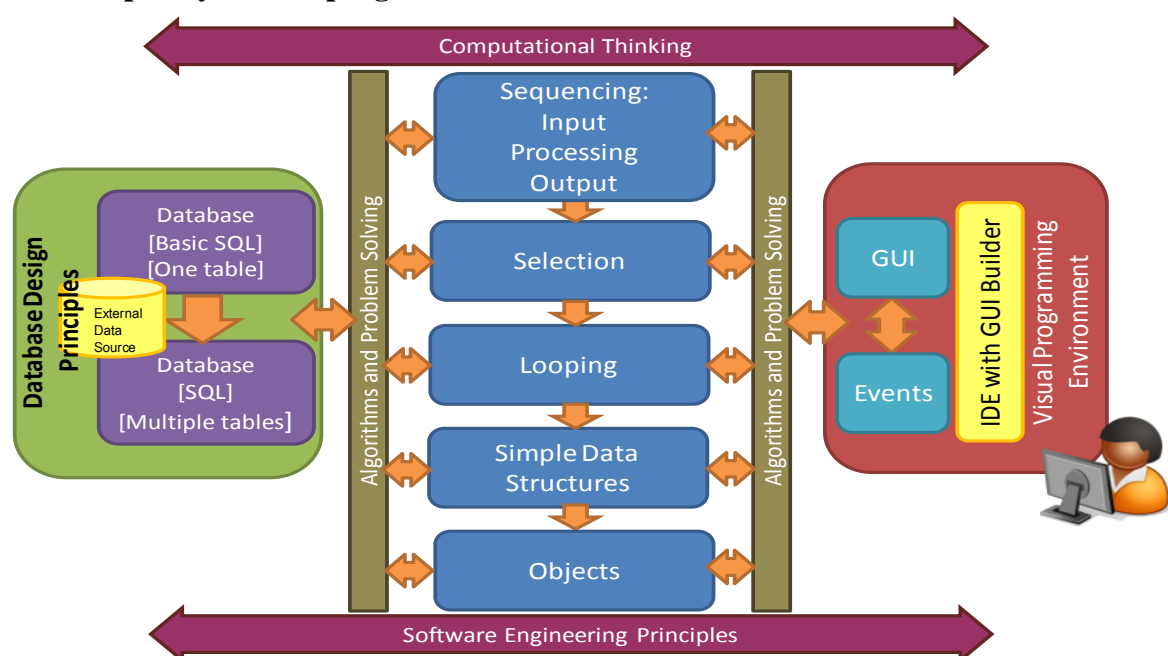 Computational Thinking
Sequencing:
Input
Processing
Output
Selection
Looping
Simple Data
Structures
Objects
Algorithms and Problem Solving
Algorithms and Problem Solving
Database Design
Principles
Database
[Basic SQL]
[One table]
External
Data
Source
Database
[SQL]
[Multiple tables]
GUI
Events
IDE with GUI Builder
Visual Programming
Environment
Software Engineering Principles